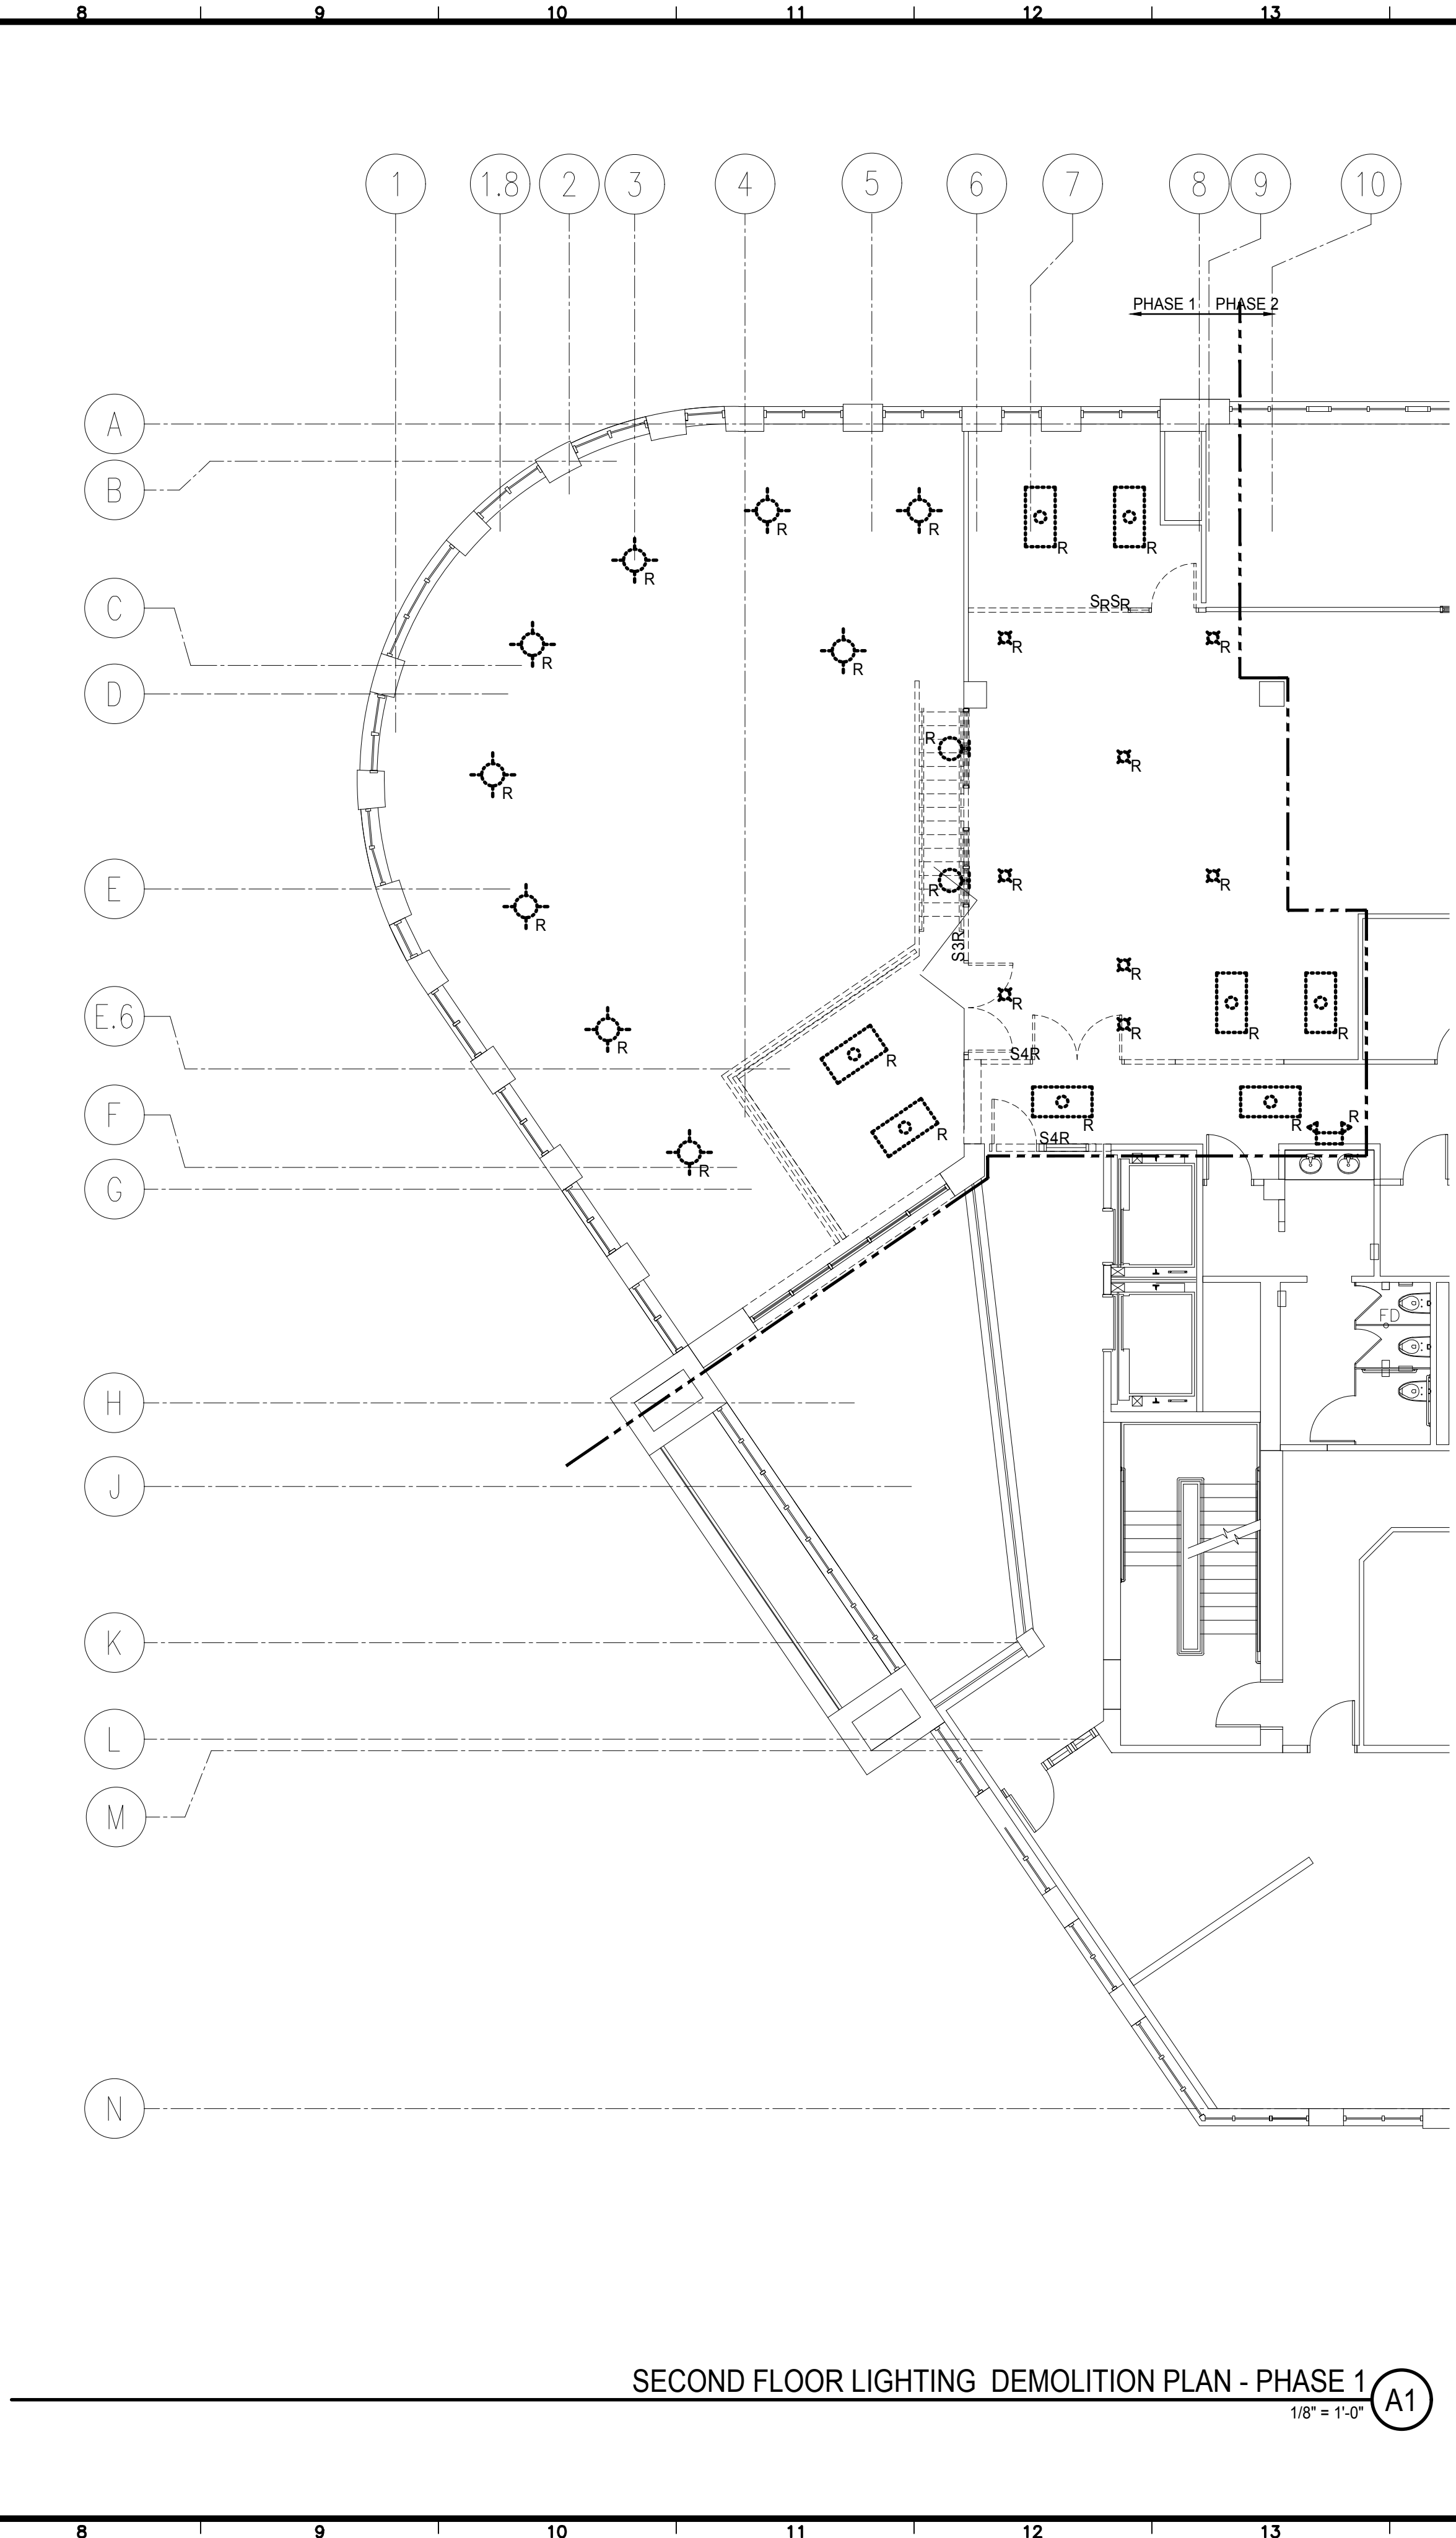 8 9 10 11 12 13
1 1.8 2 3 4 5 6 7 8 9 10
PHASE 1 PHASE 2
A
B
R R
R R
R
C
SRSR
R R
R R
D
R
R
R
E
R
R R
R
S3R
R
E.6
R
R R R
R
S4R
R
F
R R R
R
S4R
R
G
FD
H
J
K
L
M
N
SECOND FLOOR LIGHTING DEMOLITION PLAN - PHASE 1
A1
1/8" = 1'-0"
8 9 10 11 12 13